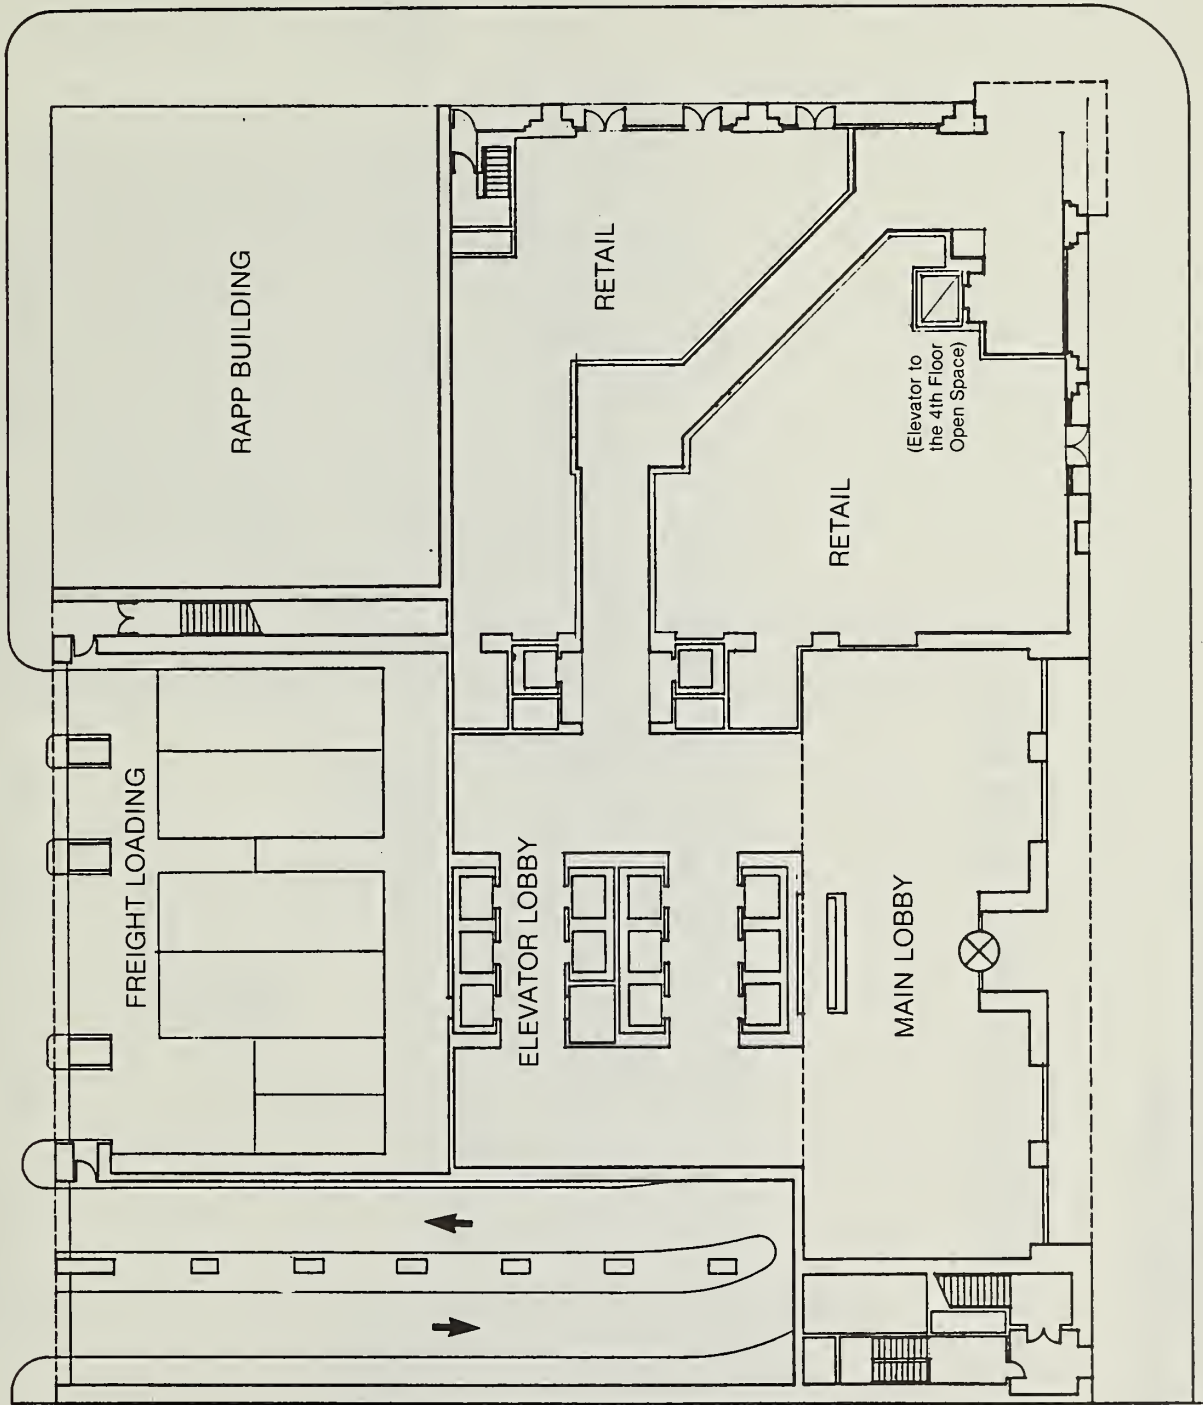 RAPP BUILDING
FREIGHT LOADING
RETAIL
ELEVATOR LOBBY
RETAIL
(Elevator to
the 4th Floor
Open Space)
MAIN LOBBY